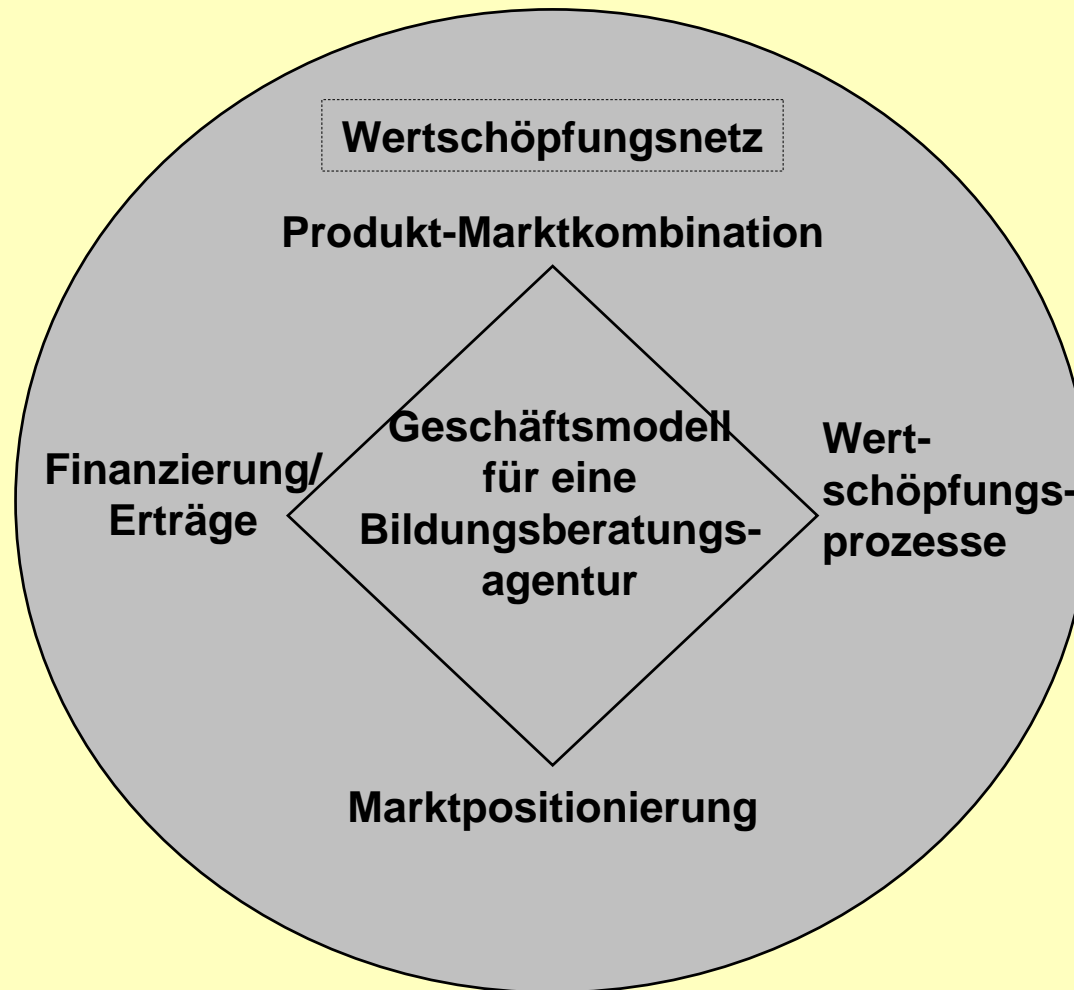 Wertschöpfungsnetz
Produkt-Marktkombination
Finanzierung/
Erträge
Geschäftsmodell
für eine
Bildungsberatungs-
agentur
Wert-
schöpfungs-
prozesse
Marktpositionierung